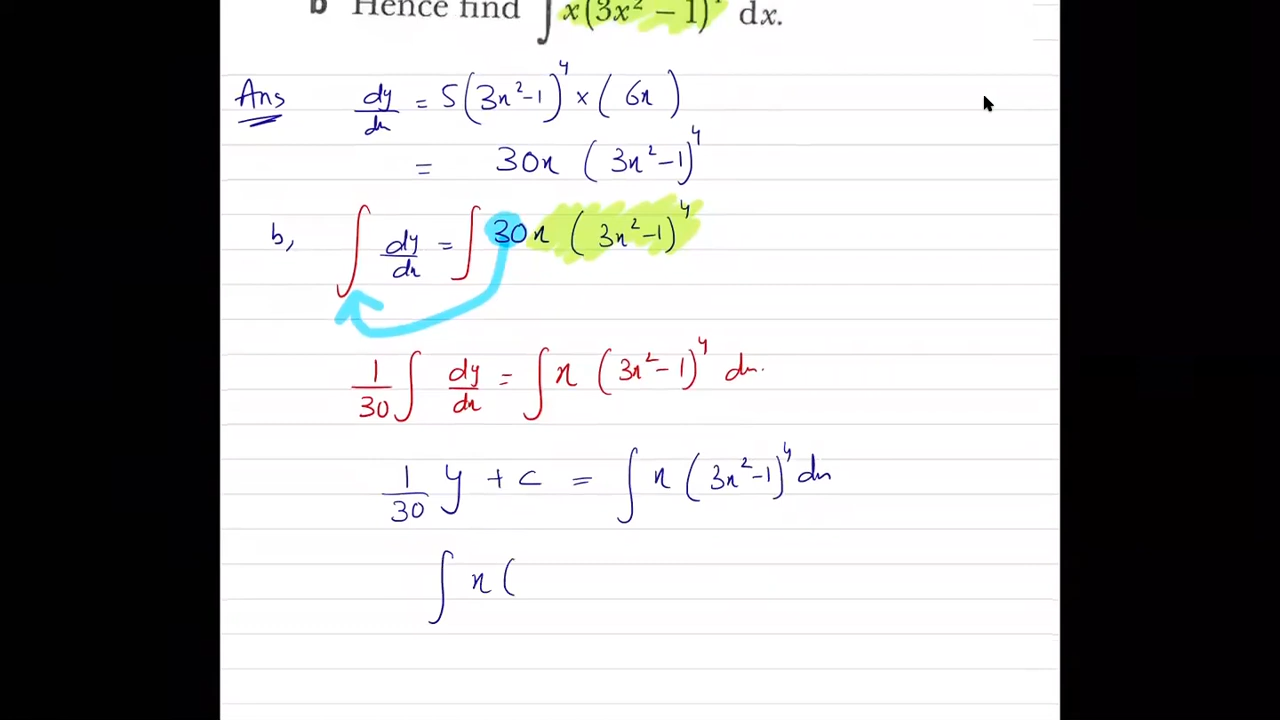 b Hence find ∫ x(3x² − 1)⁴ dx.
Ans dy/dx = 5(3x²-1)⁴ × (6x)
= 30x (3x²-1)⁴
b, ∫ dy/dx = ∫ 30x (3x²-1)⁴
1/30 ∫ dy/dx = ∫ x (3x²-1)⁴ dx.
1/30 y + c = ∫ x (3x²-1)⁴ dx
∫ x (